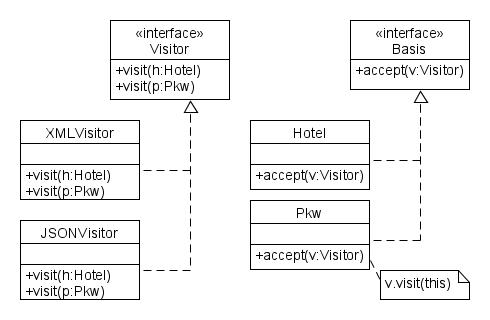 «interface»
Visitor
+visit(h:Hotel)
+visit(p:Pkw)
«interface»
Basis
+accept(v:Visitor)
XMLVisitor
+visit(h:Hotel)
+visit(p:Pkw)
Hotel
+accept(v:Visitor)
JSONVisitor
+visit(h:Hotel)
+visit(p:Pkw)
Pkw
+accept(v:Visitor)
v.visit(this)